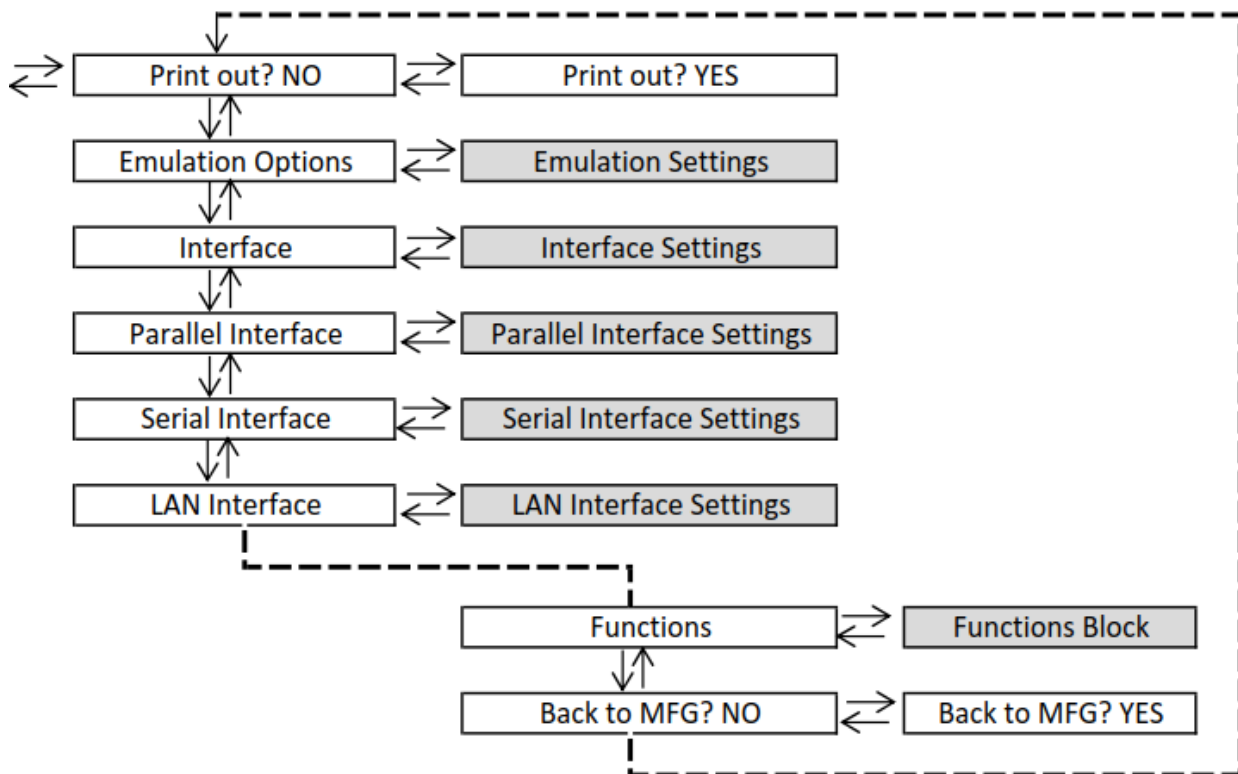 Print out? NO
Print out? YES
Emulation Options
Emulation Settings
Interface
Interface Settings
Parallel Interface
Parallel Interface Settings
Serial Interface
Serial Interface Settings
LAN Interface
LAN Interface Settings
Functions
Functions Block
Back to MFG? NO
Back to MFG? YES